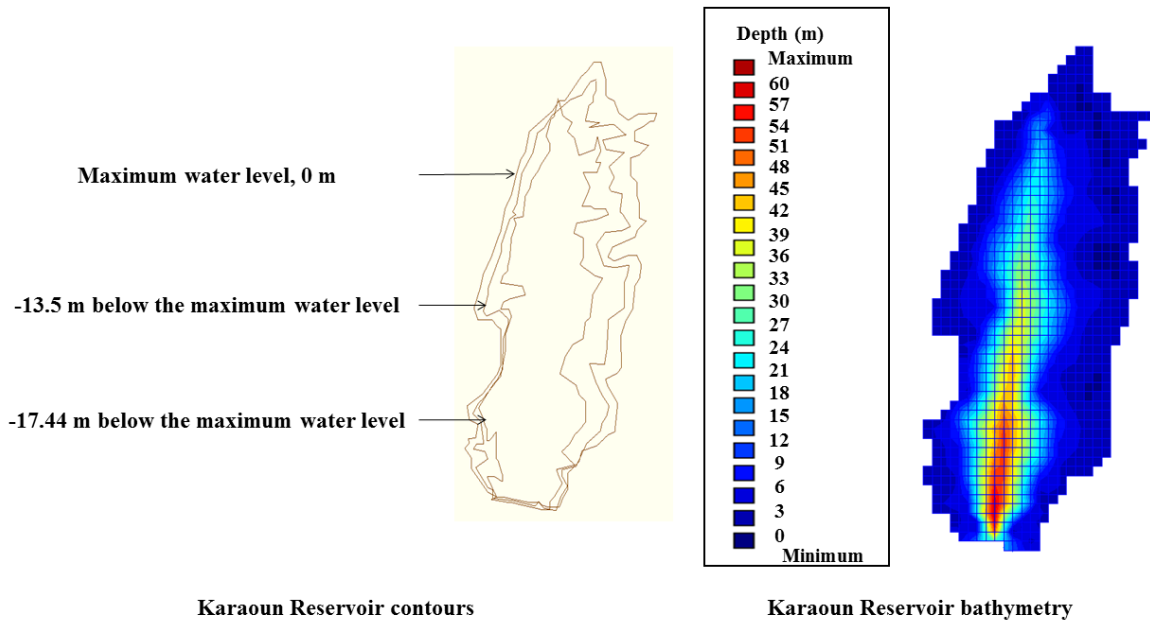 Maximum water level, 0 m
-13.5 m below the maximum water level
-17.44 m below the maximum water level
Karaoun Reservoir contours
Depth (m)
Maximum
60
57
54
51
48
45
42
39
36
33
30
27
24
21
18
15
12
9
6
3
0
Minimum
Karaoun Reservoir bathymetry